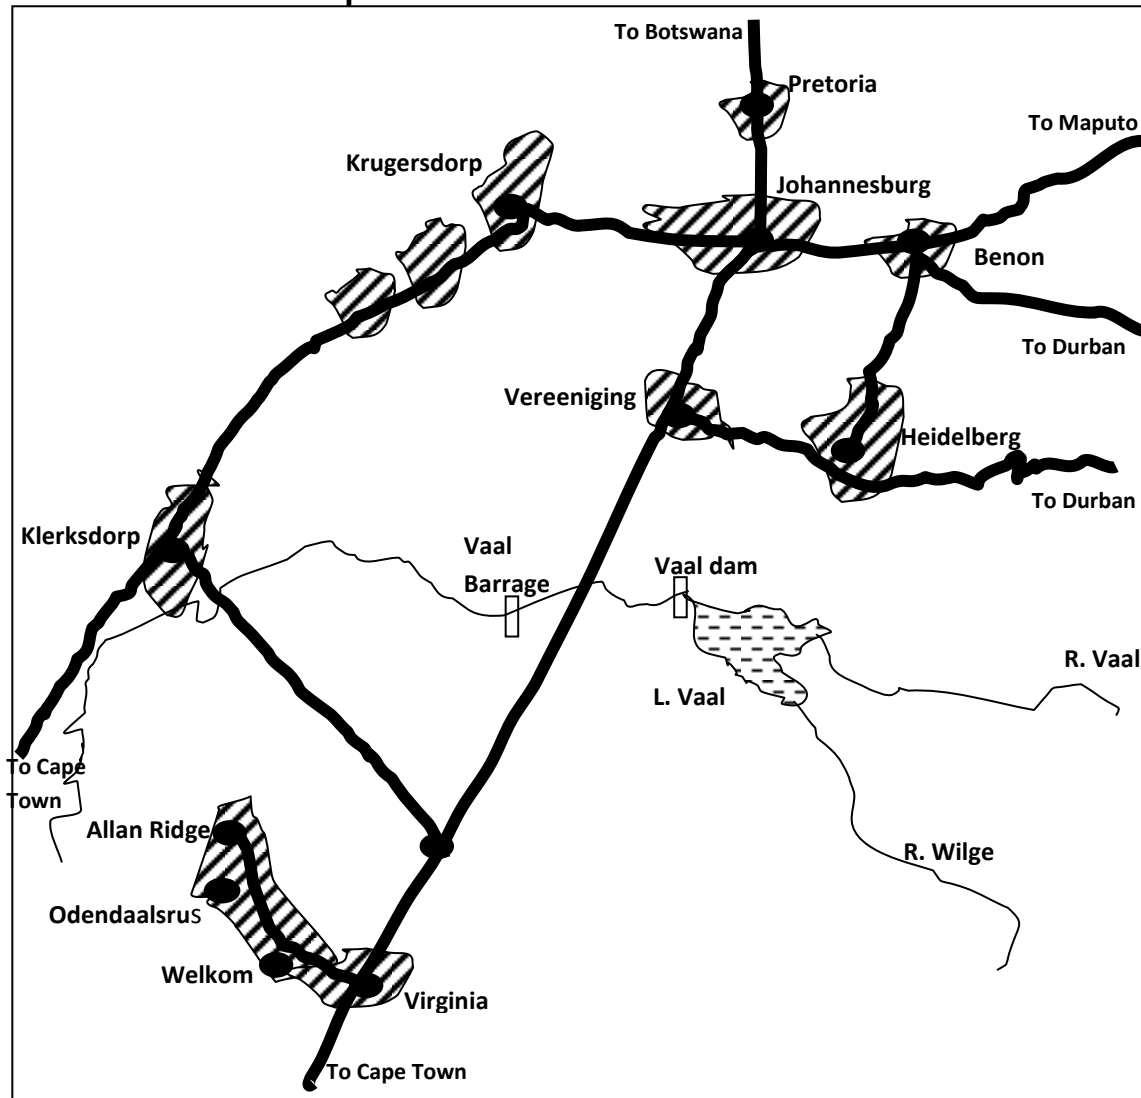 To Botswana
Pretoria
To Maputo
Krugersdorp
Johannesburg
Benon
To Durban
Vereeniging
Heidelberg
To Durban
Klerksdorp
Vaal
Barrage
Vaal dam
R. Vaal
L. Vaal
To Cape
Town
Allan Ridge
R. Wilge
Odendaalsrus
Welkom
Virginia
To Cape Town